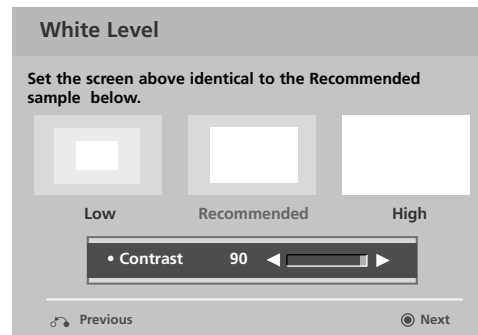 White Level
Set the screen above identical to the Recommended
sample below.
Low Recommended High
• Contrast 90
Previous Next